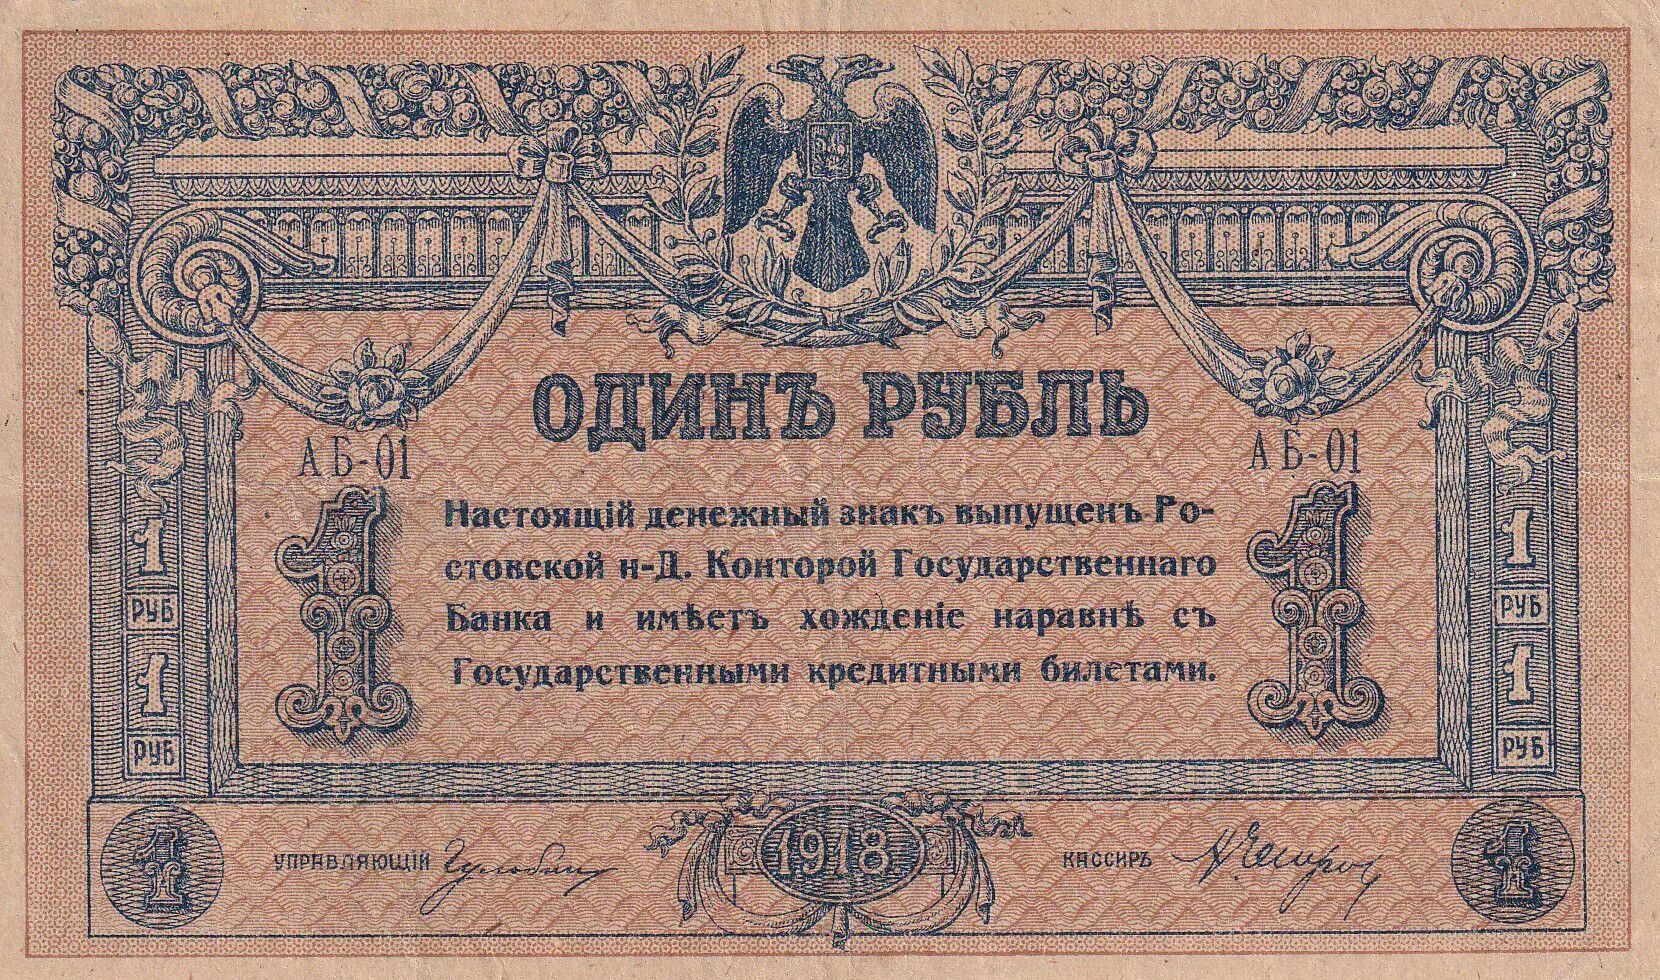 ОДИНЪ РУБЛЬ
АБ-01 АБ-01
1 1
Настоящій денежный знакъ выпущенъ Ро-
стовской н-Д. Конторой Государственнаго
Банка и имѣетъ хожденіе наравнѣ съ
Государственными кредитными билетами.
1 1
РУБ РУБ
1 1
РУБ РУБ
1 УПРАВЛЯЮЩІЙ 1918 КАССИРЪ 1